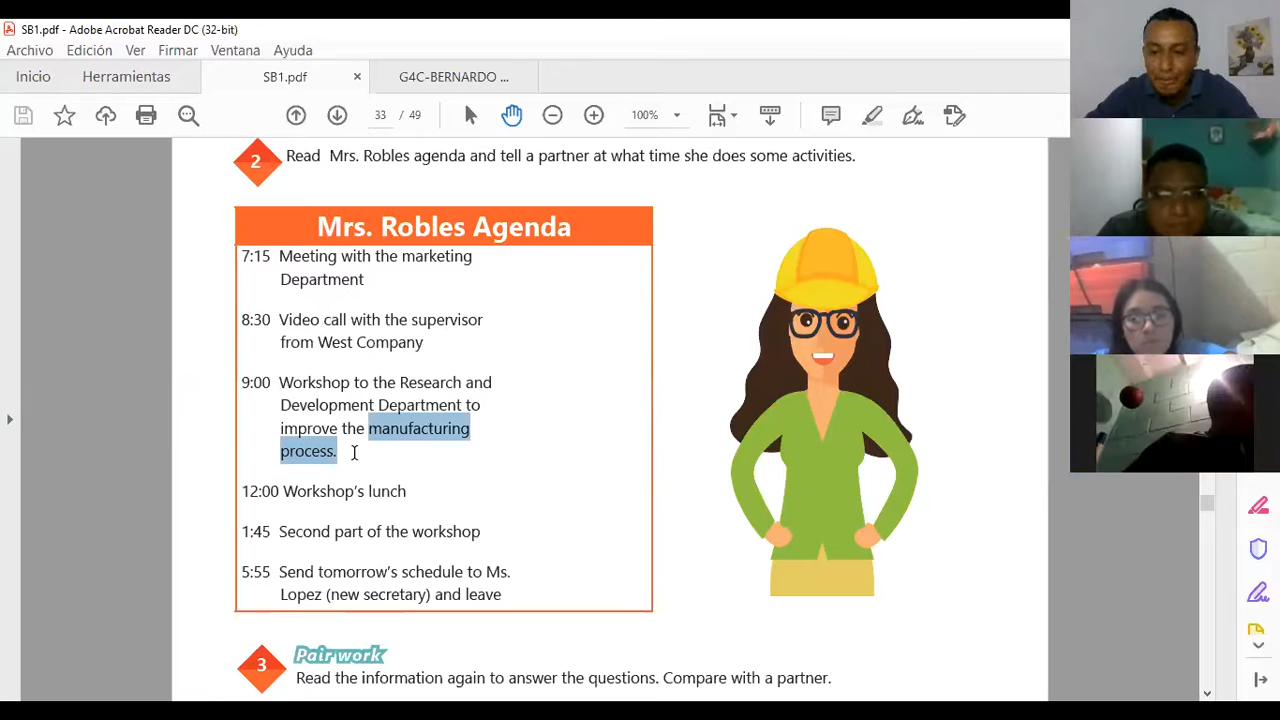 SB1.pdf - Adobe Acrobat Reader DC (32-bit)
Archivo Edición Ver Firmar Ventana Ayuda
Inicio Herramientas SB1.pdf × G4C-BERNARDO ...
33 / 49 100%
2 Read Mrs. Robles agenda and tell a partner at what time she does some activities.
Mrs. Robles Agenda
7:15 Meeting with the marketing
Department
8:30 Video call with the supervisor
from West Company
9:00 Workshop to the Research and
Development Department to
improve the manufacturing
process.
12:00 Workshop's lunch
1:45 Second part of the workshop
5:55 Send tomorrow's schedule to Ms.
Lopez (new secretary) and leave
3 Pair work
Read the information again to answer the questions. Compare with a partner.